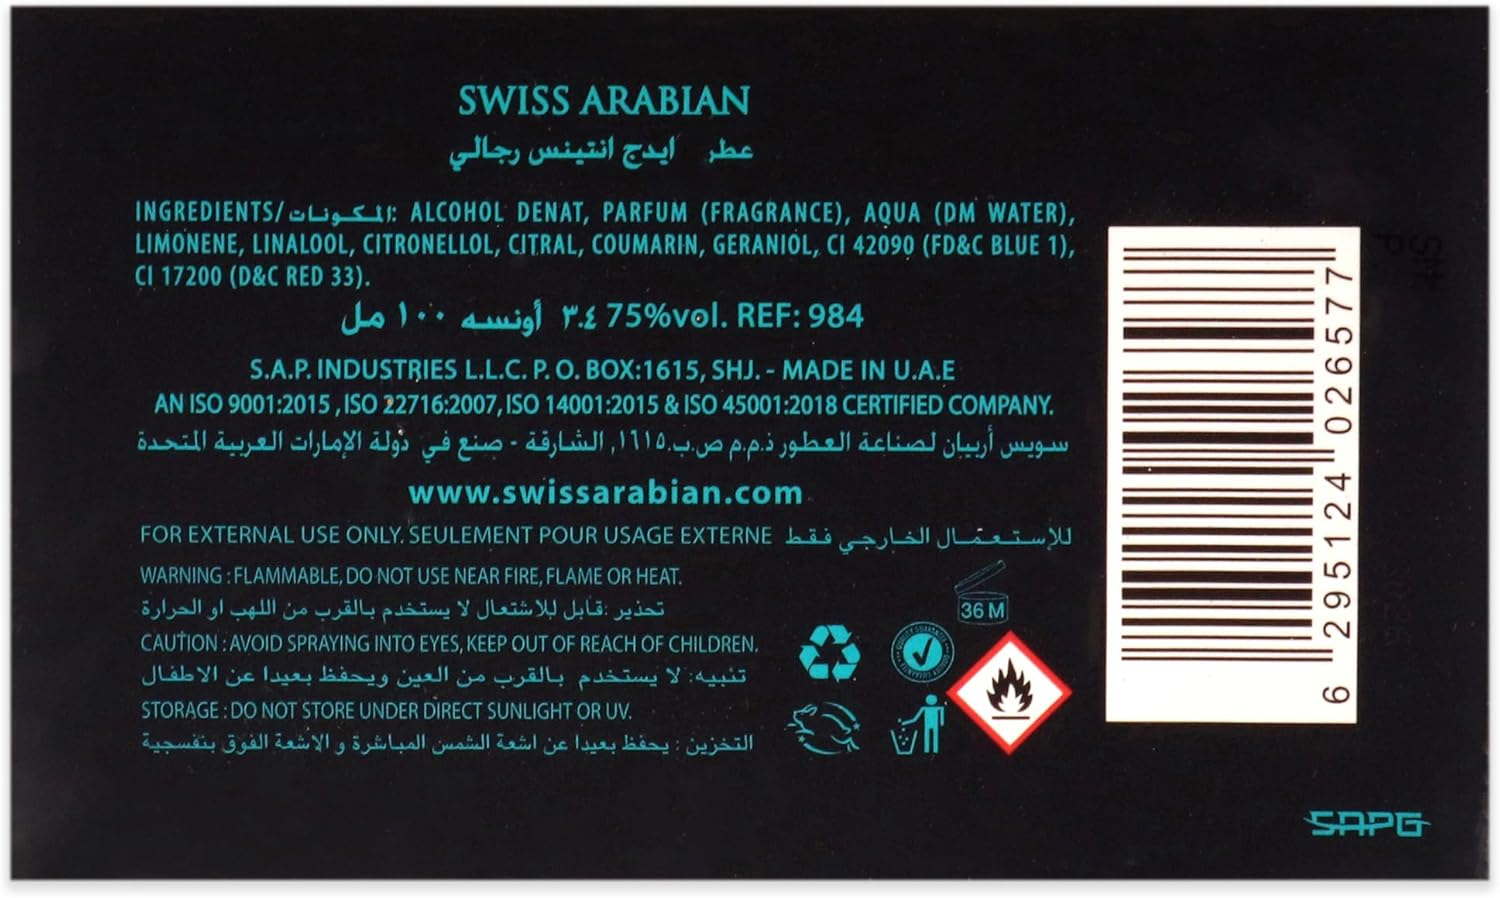 SWISS ARABIAN
عطر ايدج انتينس رجالي
INGREDIENTS/المكونات: ALCOHOL DENAT, PARFUM (FRAGRANCE), AQUA (DM WATER),
LIMONENE, LINALOOL, CITRONELLOL, CITRAL, COUMARIN, GERANIOL, CI 42090 (FD&C BLUE 1),
CI 17200 (D&C RED 33).
١٠٠ مل ٣.٤ أونسه 75%vol. REF: 984
S.A.P. INDUSTRIES L.L.C. P. O. BOX:1615, SHJ. - MADE IN U.A.E
AN ISO 9001:2015 , ISO 22716:2007, ISO 14001:2015 & ISO 45001:2018 CERTIFIED COMPANY.
سويس أربيان لصناعة العطور ذ.م.م ص.ب.١٦١٥, الشارقة - صنع في دولة الإمارات العربية المتحدة
www.swissarabian.com
FOR EXTERNAL USE ONLY. SEULEMENT POUR USAGE EXTERNE للإستعمال الخارجي فقط
WARNING : FLAMMABLE, DO NOT USE NEAR FIRE, FLAME OR HEAT.
تحذير :قابل للاشتعال لا يستخدم بالقرب من اللهب او الحرارة
CAUTION : AVOID SPRAYING INTO EYES, KEEP OUT OF REACH OF CHILDREN.
تنبيه: لا يستخدم بالقرب من العين ويحفظ بعيدا عن الاطفال
STORAGE : DO NOT STORE UNDER DIRECT SUNLIGHT OR UV.
التخزين : يحفظ بعيدا عن اشعة الشمس المباشرة و الأشعة الفوق بنفسجية
36 M
6 295124 026577
SAPG